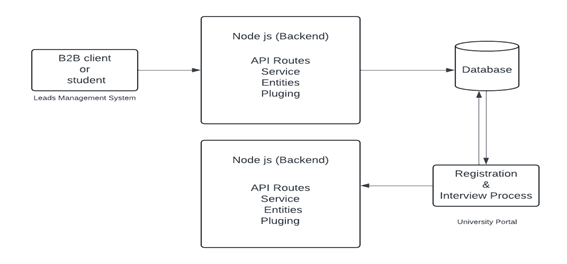 Node js (Backend)
API Routes
Service
Entities
Pluging
B2B client
or
student
Leads Management System
Database
Node js (Backend)
API Routes
Service
Entities
Pluging
Registration
&
Interview Process
University Portal